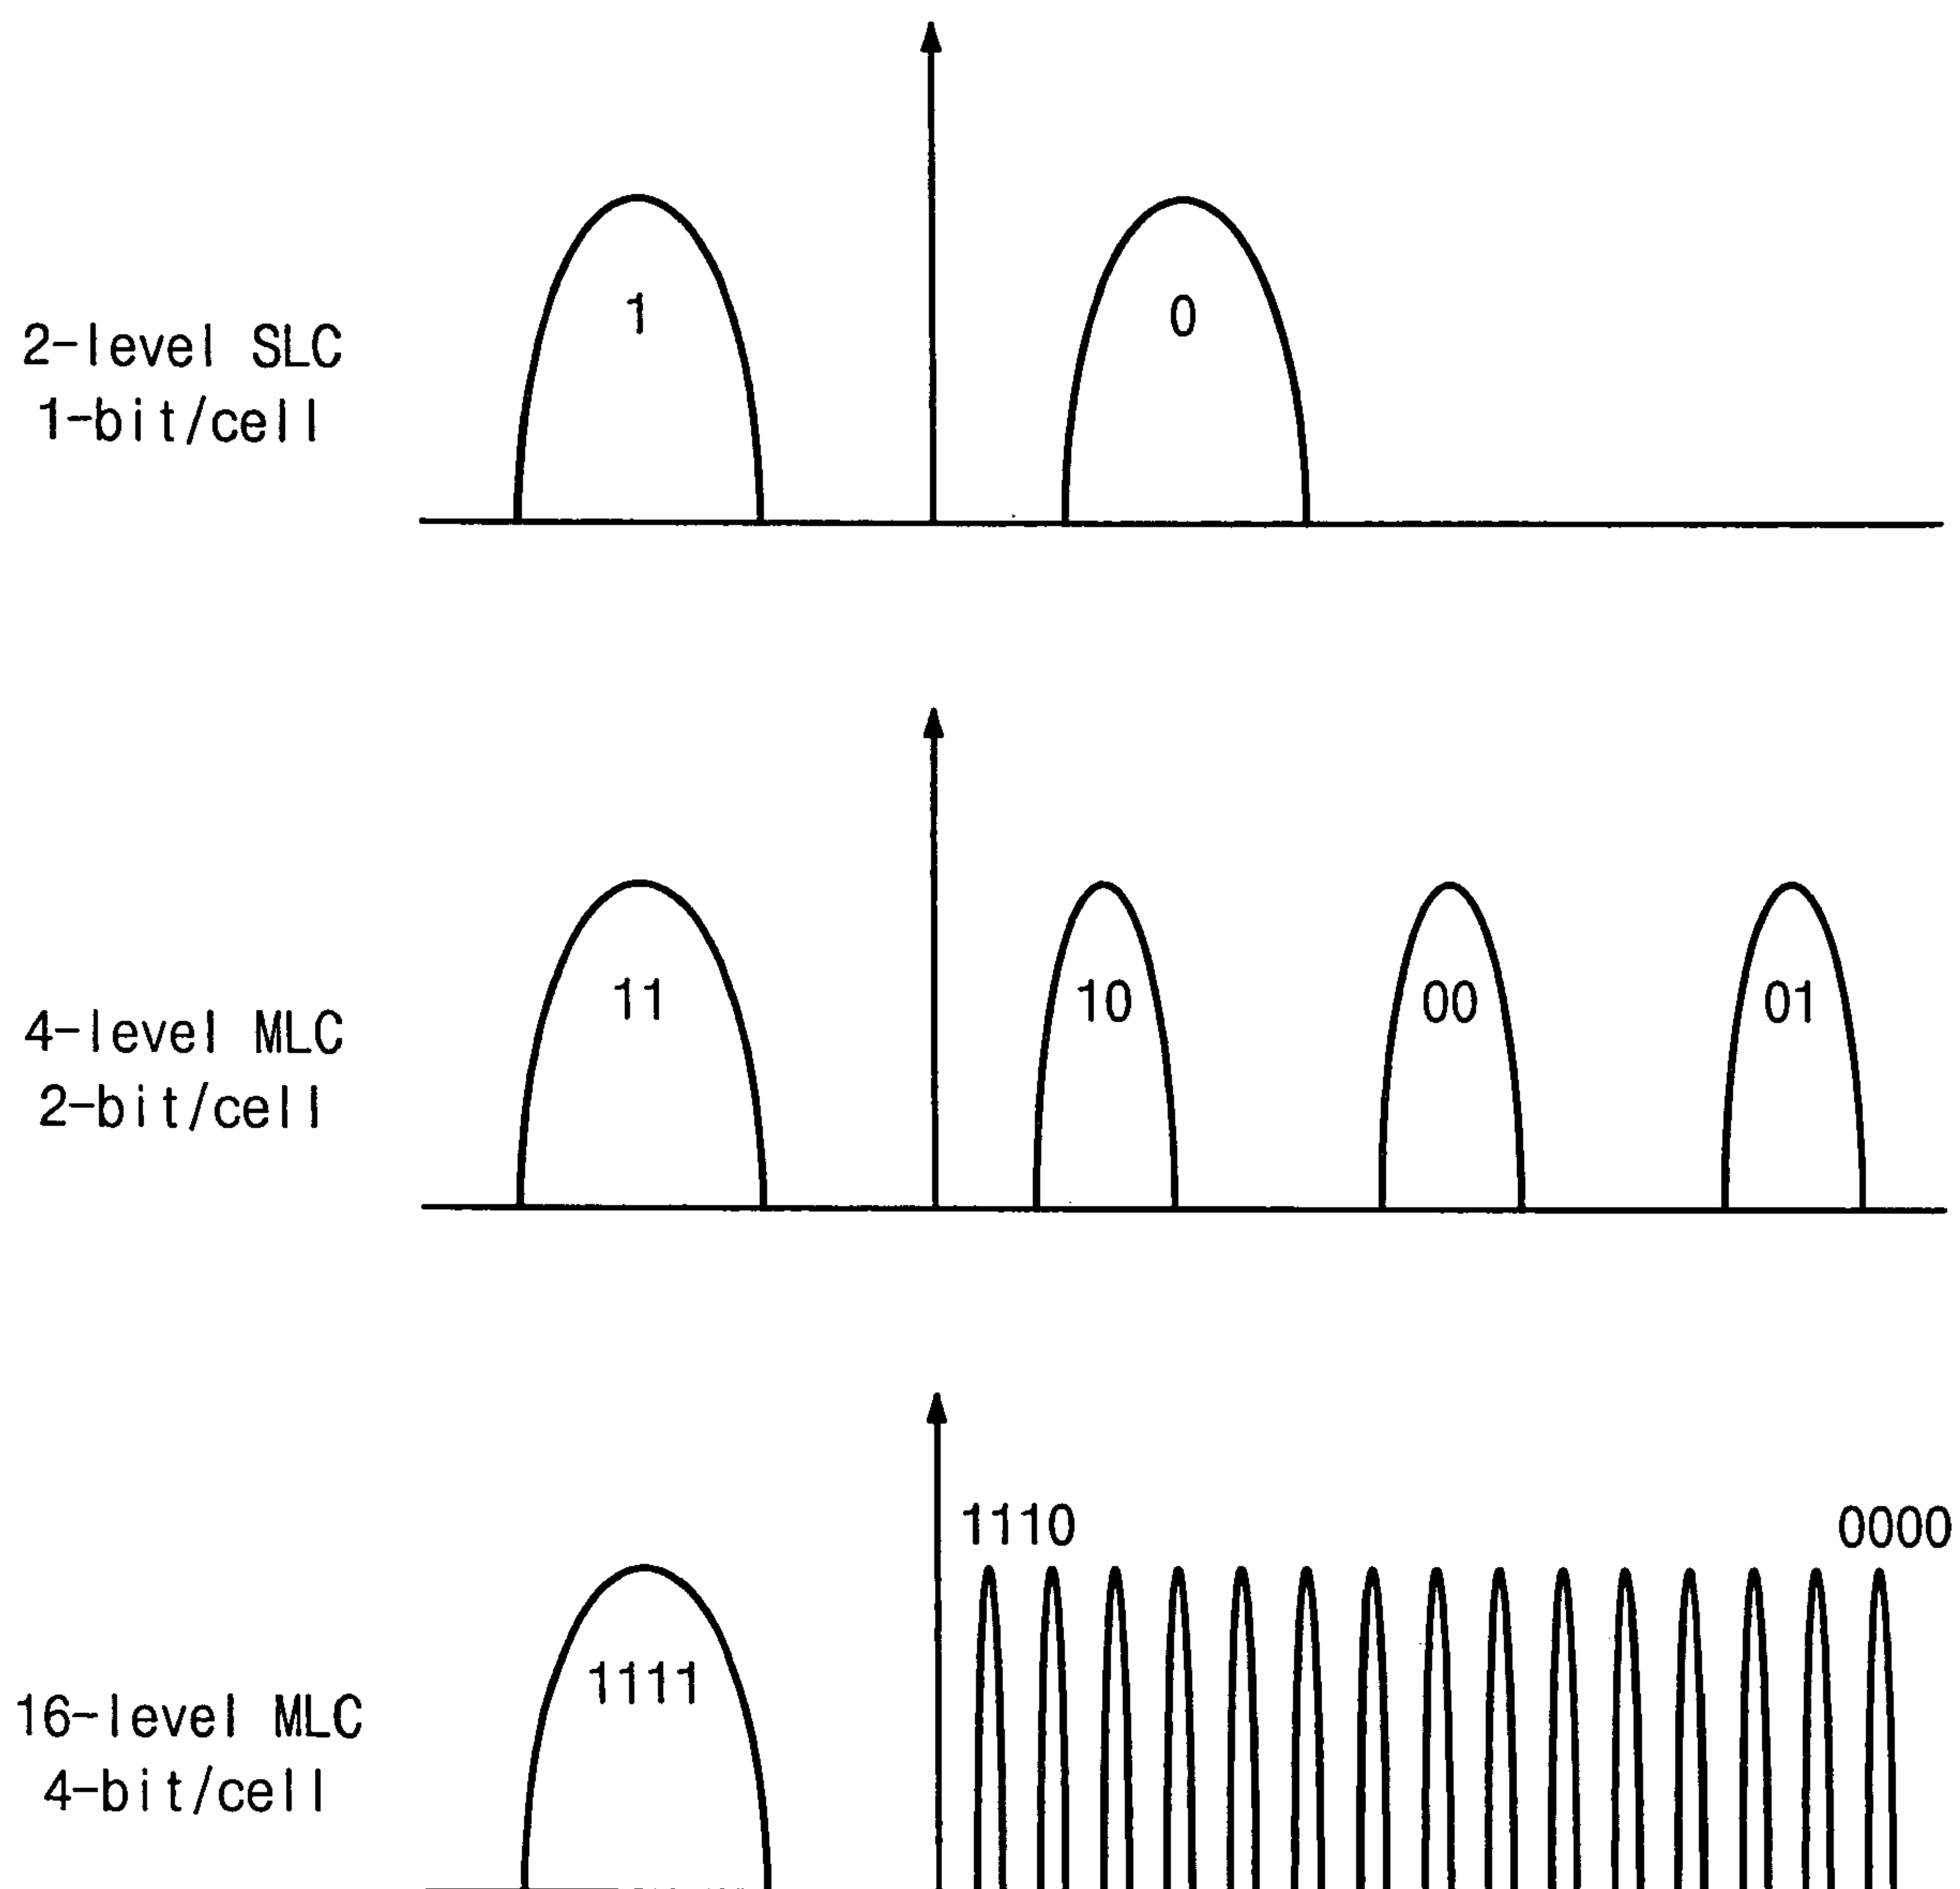 1
0
2-level SLC
1-bit/cell
11
10
00
01
4-level MLC
2-bit/cell
1110
0000
1111
16-level MLC
4-bit/cell